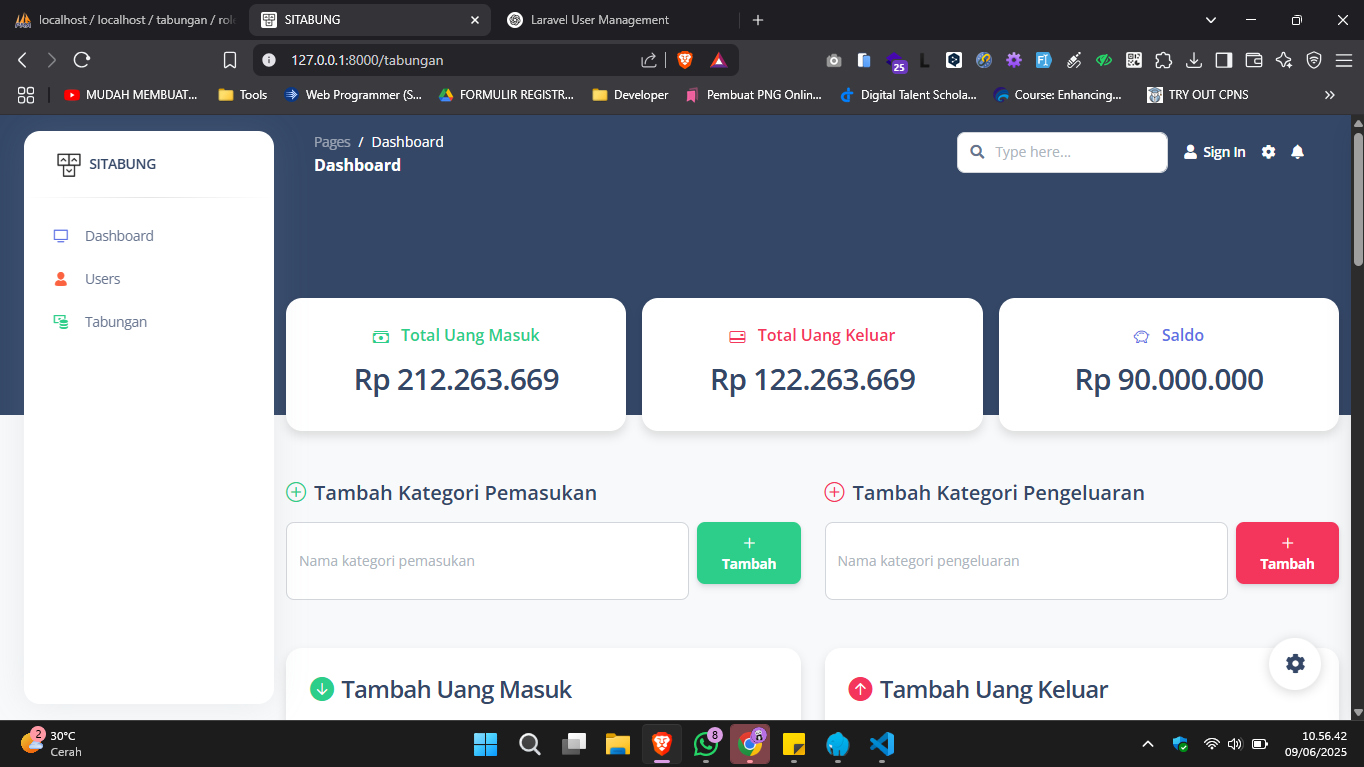 localhost / localhost / tabungan / rol
SITABUNG
Laravel User Management
127.0.0.1:8000/tabungan
25
MUDAH MEMBUAT...
Tools
Web Programmer (S...
FORMULIR REGISTR...
Developer
Pembuat PNG Onlin...
Digital Talent Schola...
Course: Enhancing...
TRY OUT CPNS
SITABUNG
Dashboard
Users
Tabungan
Pages / Dashboard
Dashboard
Type here...
Sign In
Total Uang Masuk
Rp 212.263.669
Total Uang Keluar
Rp 122.263.669
Saldo
Rp 90.000.000
Tambah Kategori Pemasukan
Nama kategori pemasukan
+
Tambah
Tambah Kategori Pengeluaran
Nama kategori pengeluaran
+
Tambah
Tambah Uang Masuk
Tambah Uang Keluar
2
30°C
Cerah
8
10.56.42
09/06/2025